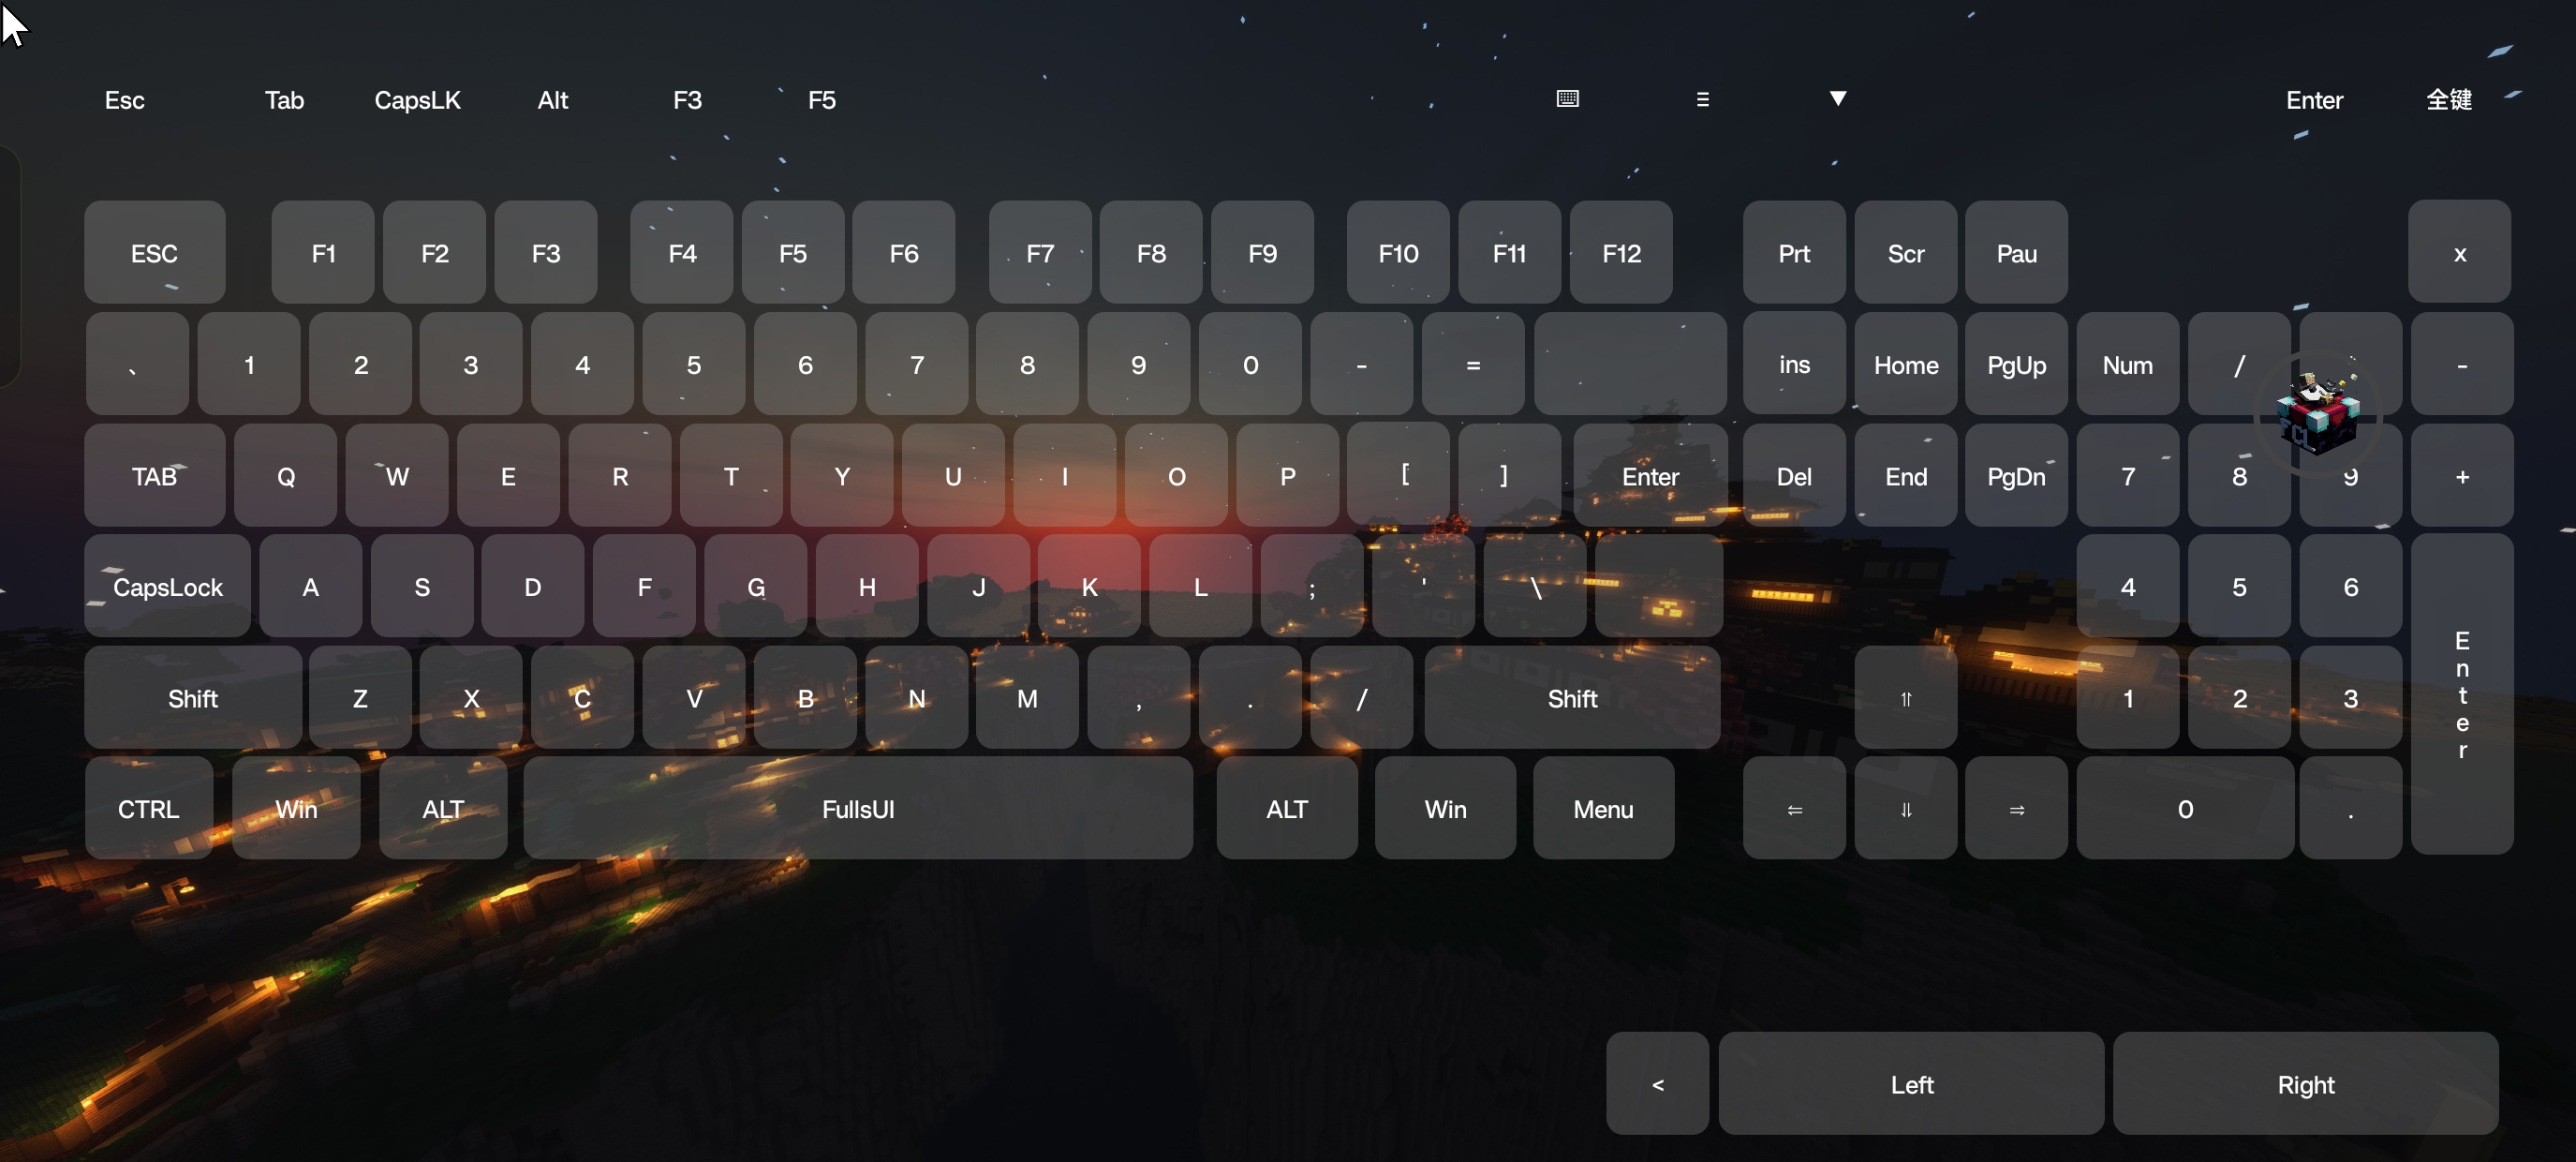 Esc Tab CapsLK Alt F3 F5 ▼ Enter 全键
ESC F1 F2 F3 F4 F5 F6 F7 F8 F9 F10 F11 F12 Prt Scr Pau x
、 1 2 3 4 5 6 7 8 9 0 - = ins Home PgUp Num / -
TAB Q W E R T Y U I O P [ ] Enter Del End PgDn 7 8 9 +
CapsLock A S D F G H J K L ; ' \ 4 5 6
Shift Z X C V B N M , . / Shift ⇈ 1 2 3 Enter
CTRL Win ALT FullsUI ALT Win Menu ⇐ ⇊ ⇒ 0 .
< Left Right
FCL